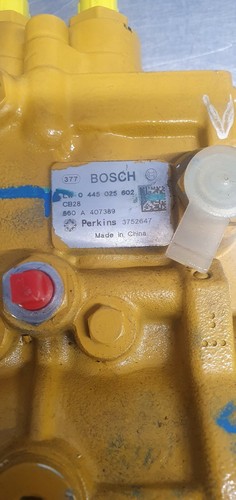 377 BOSCH
0 445 025 602
CB28
860 A 407389
Perkins 3752647
Made in China